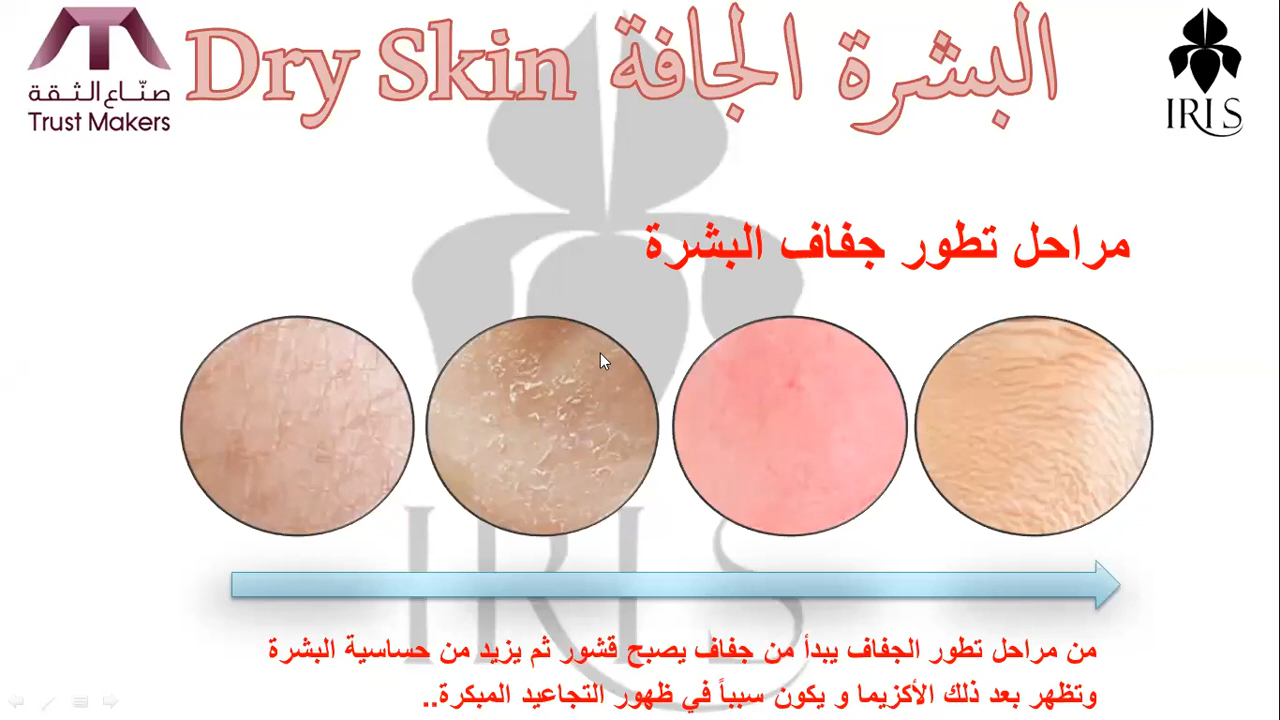 البشرة الجافة Dry Skin
صنّاع الثقة
Trust Makers
IRIS
مراحل تطور جفاف البشرة
IRIS
من مراحل تطور الجفاف يبدأ من جفاف يصبح قشور ثم يزيد من حساسية البشرة
وتظهر بعد ذلك الأكزيما و يكون سبباً في ظهور التجاعيد المبكرة..